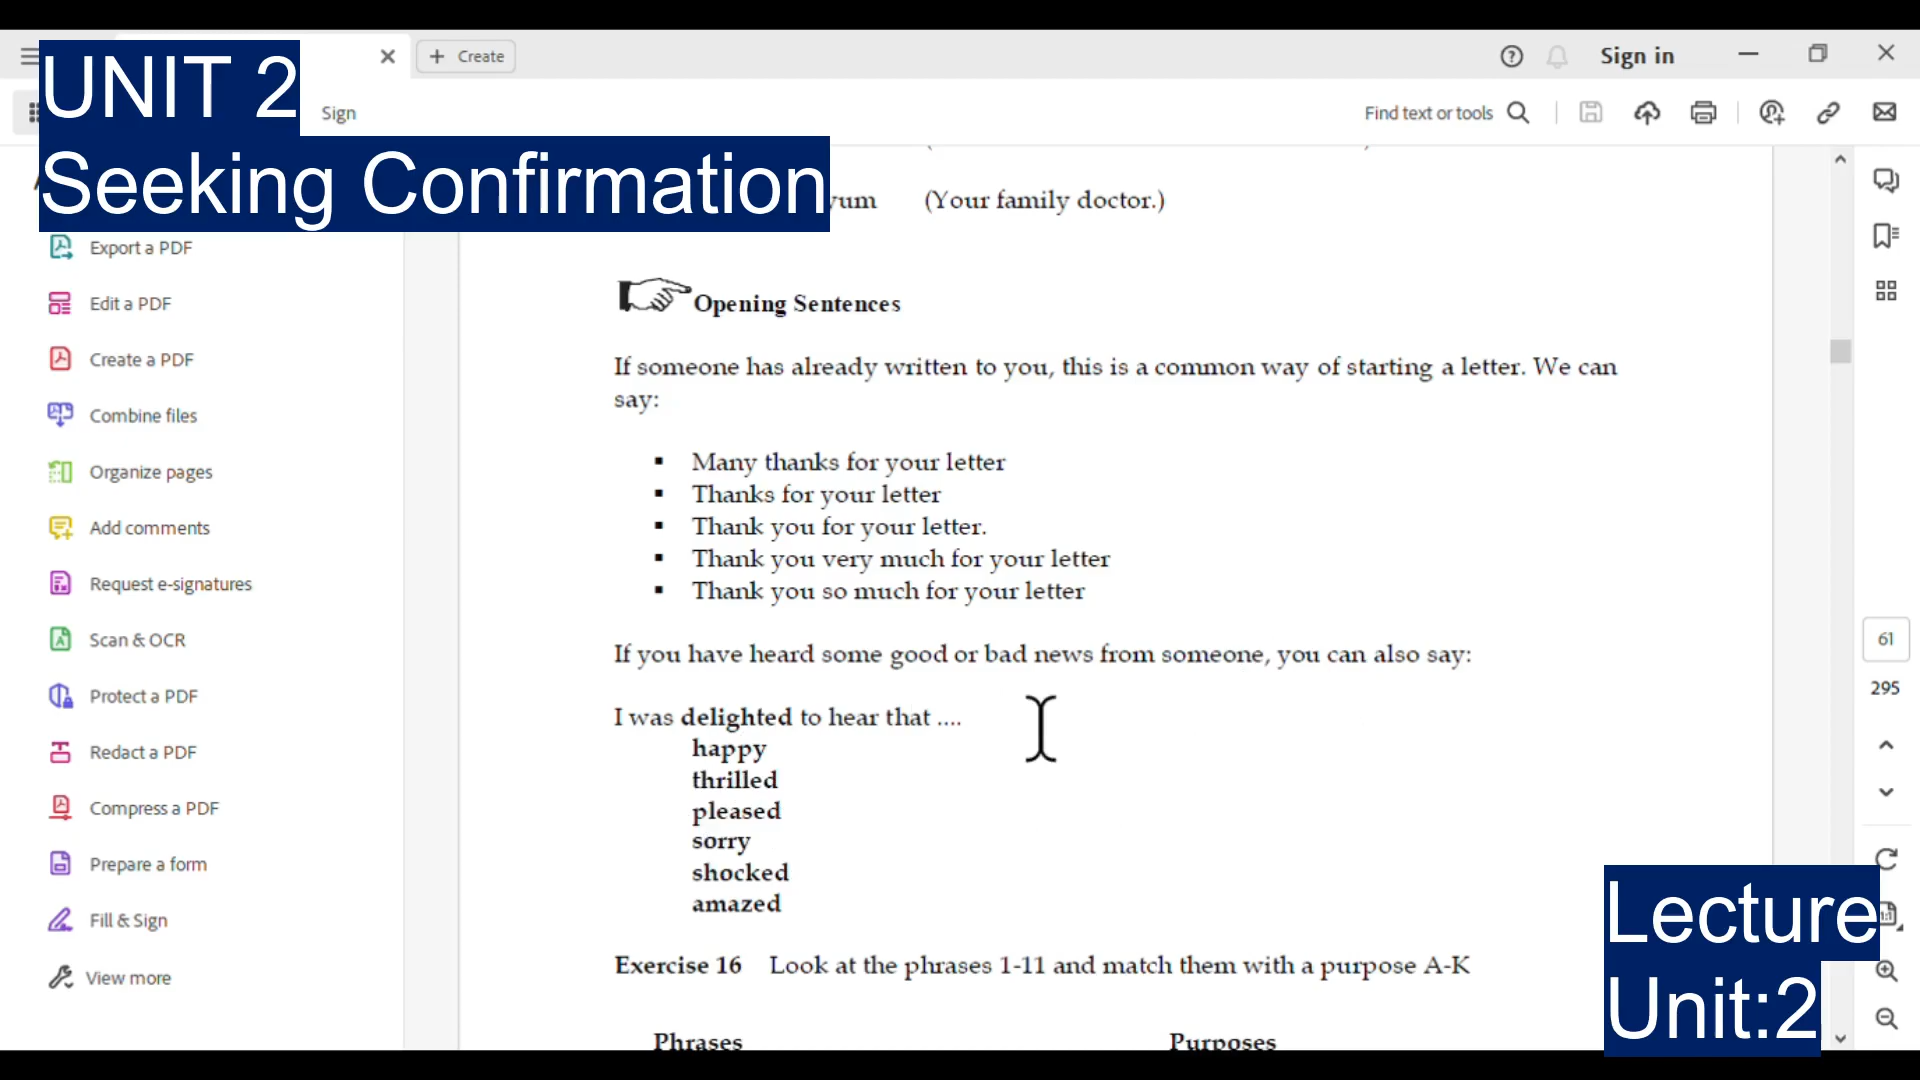 UNIT 2
Seeking Confirmation
Create
Sign in
Sign
Find text or tools
(Your family doctor.)
Export a PDF
Edit a PDF
Create a PDF
Combine files
Organize pages
Add comments
Request e-signatures
Scan & OCR
Protect a PDF
Redact a PDF
Compress a PDF
Prepare a form
Fill & Sign
View more
Opening Sentences
If someone has already written to you, this is a common way of starting a letter. We can
say:
▪ Many thanks for your letter
▪ Thanks for your letter
▪ Thank you for your letter.
▪ Thank you very much for your letter
▪ Thank you so much for your letter
If you have heard some good or bad news from someone, you can also say:
I was delighted to hear that ....
happy
thrilled
pleased
sorry
shocked
amazed
Exercise 16 Look at the phrases 1-11 and match them with a purpose A-K
Phrases Purposes
61
295
Lecture
Unit:2